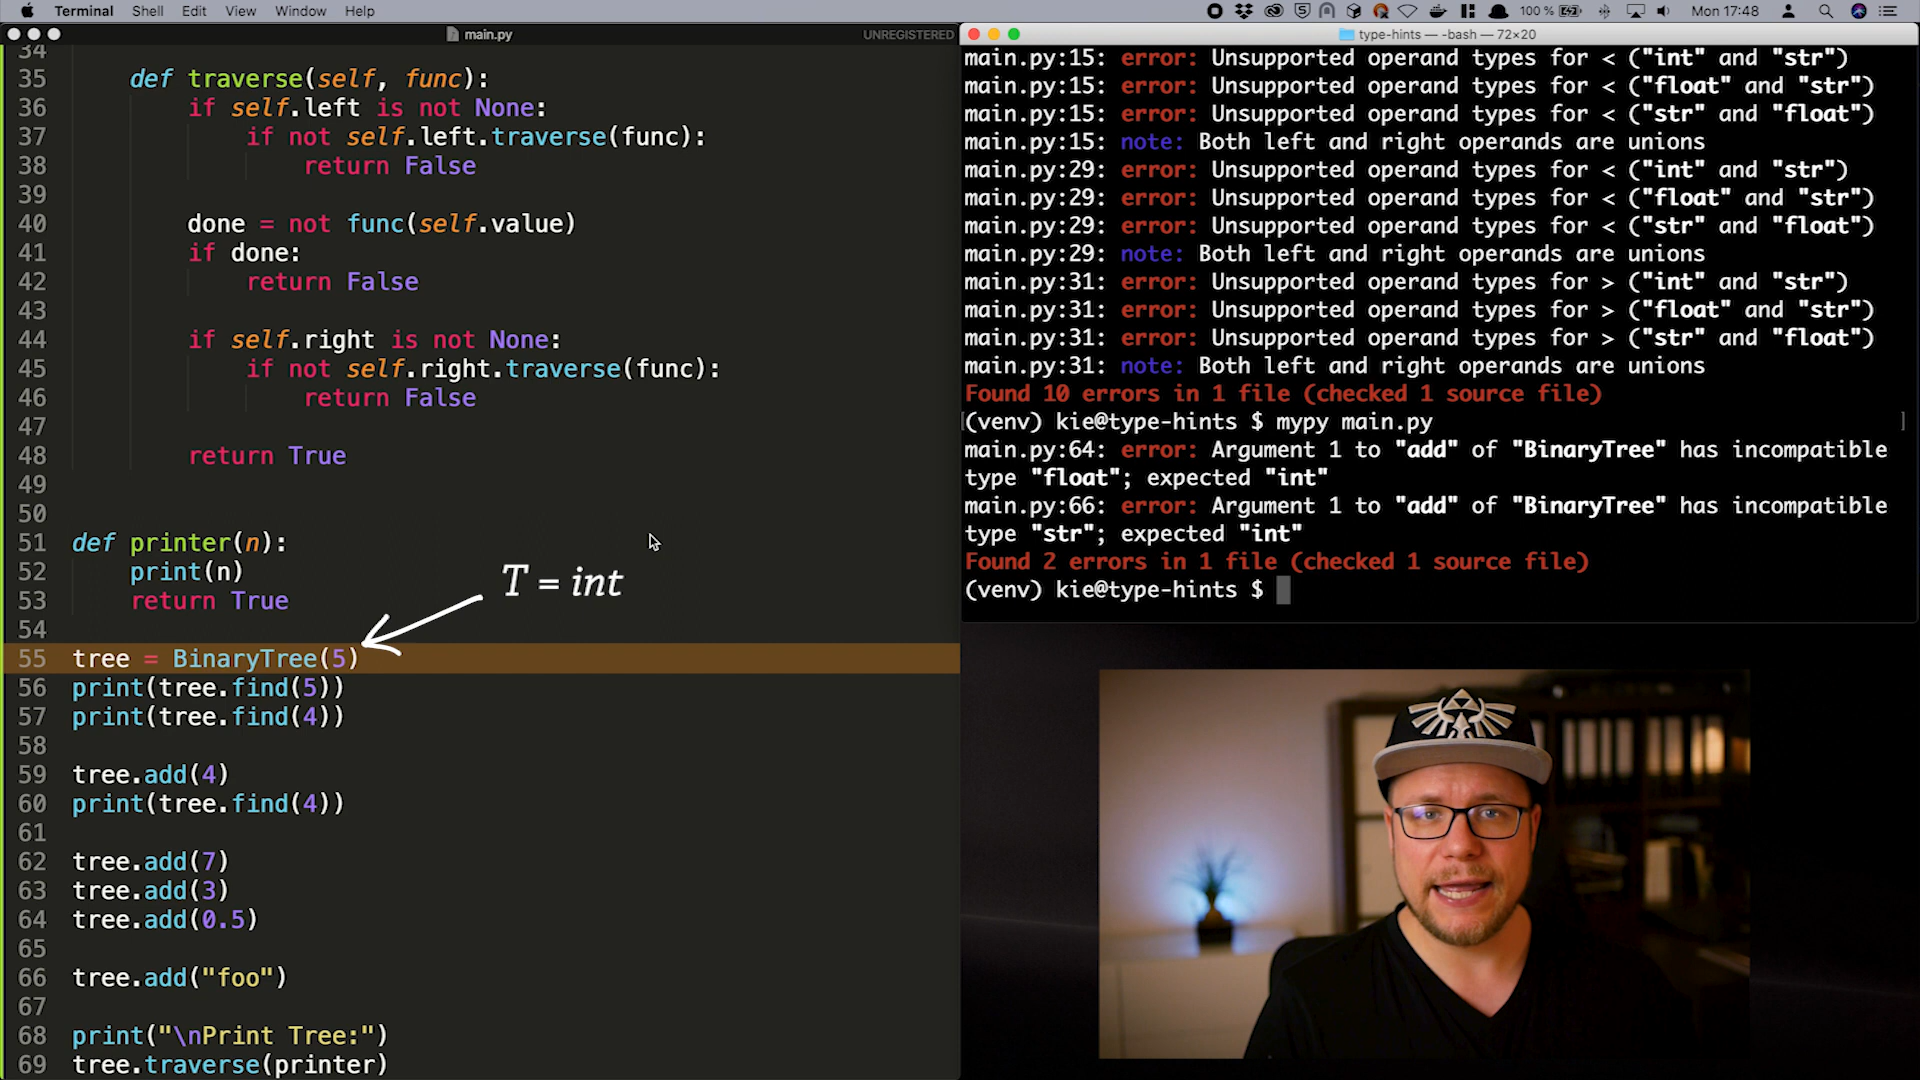 Terminal Shell Edit View Window Help
100 % Mon 17:48
main.py UNREGISTERED
34
35 def traverse(self, func):
36 if self.left is not None:
37 if not self.left.traverse(func):
38 return False
39
40 done = not func(self.value)
41 if done:
42 return False
43
44 if self.right is not None:
45 if not self.right.traverse(func):
46 return False
47
48 return True
49
50
51 def printer(n):
52 print(n)
53 return True
54
T = int
55 tree = BinaryTree(5)
56 print(tree.find(5))
57 print(tree.find(4))
58
59 tree.add(4)
60 print(tree.find(4))
61
62 tree.add(7)
63 tree.add(3)
64 tree.add(0.5)
65
66 tree.add("foo")
67
68 print("\nPrint Tree:")
69 tree.traverse(printer)
type-hints — -bash — 72×20
main.py:15: error: Unsupported operand types for < ("int" and "str")
main.py:15: error: Unsupported operand types for < ("float" and "str")
main.py:15: error: Unsupported operand types for < ("str" and "float")
main.py:15: note: Both left and right operands are unions
main.py:29: error: Unsupported operand types for < ("int" and "str")
main.py:29: error: Unsupported operand types for < ("float" and "str")
main.py:29: error: Unsupported operand types for < ("str" and "float")
main.py:29: note: Both left and right operands are unions
main.py:31: error: Unsupported operand types for > ("int" and "str")
main.py:31: error: Unsupported operand types for > ("float" and "str")
main.py:31: error: Unsupported operand types for > ("str" and "float")
main.py:31: note: Both left and right operands are unions
Found 10 errors in 1 file (checked 1 source file)
[(venv) kie@type-hints $ mypy main.py ]
main.py:64: error: Argument 1 to "add" of "BinaryTree" has incompatible
type "float"; expected "int"
main.py:66: error: Argument 1 to "add" of "BinaryTree" has incompatible
type "str"; expected "int"
Found 2 errors in 1 file (checked 1 source file)
(venv) kie@type-hints $